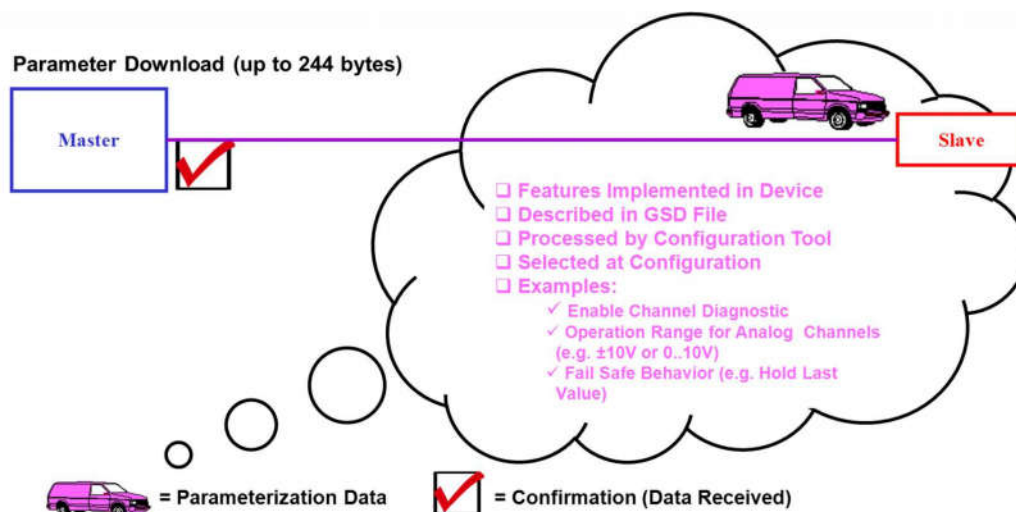 Parameter Download (up to 244 bytes)
Master
Slave
❑ Features Implemented in Device
❑ Described in GSD File
❑ Processed by Configuration Tool
❑ Selected at Configuration
❑ Examples:
✓ Enable Channel Diagnostic
✓ Operation Range for Analog Channels
(e.g. ±10V or 0..10V)
✓ Fail Safe Behavior (e.g. Hold Last
Value)
= Parameterization Data
= Confirmation (Data Received)